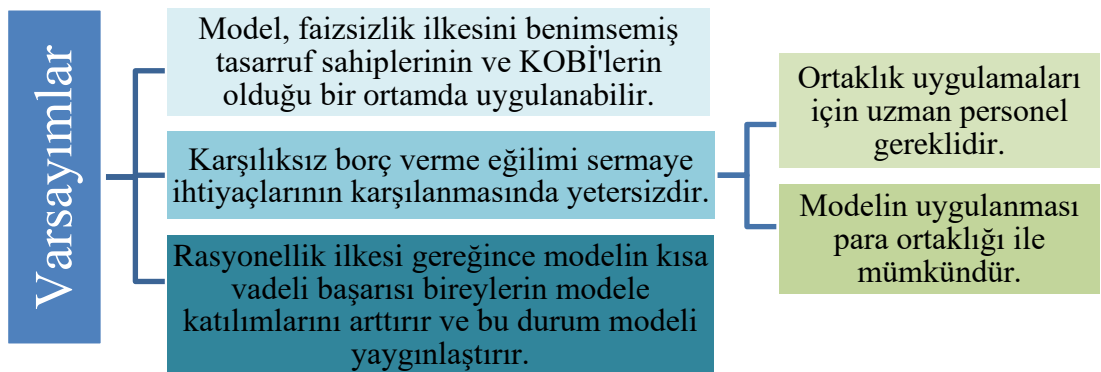 Varsayımlar
Model, faizsizlik ilkesini benimsemiş
tasarruf sahiplerinin ve KOBİ'lerin
olduğu bir ortamda uygulanabilir.
Karşılıksız borç verme eğilimi sermaye
ihtiyaçlarının karşılanmasında yetersizdir.
Rasyonellik ilkesi gereğince modelin kısa
vadeli başarısı bireylerin modele
katılımlarını arttırır ve bu durum modeli
yaygınlaştırır.
Ortaklık uygulamaları
için uzman personel
gereklidir.
Modelin uygulanması
para ortaklığı ile
mümkündür.